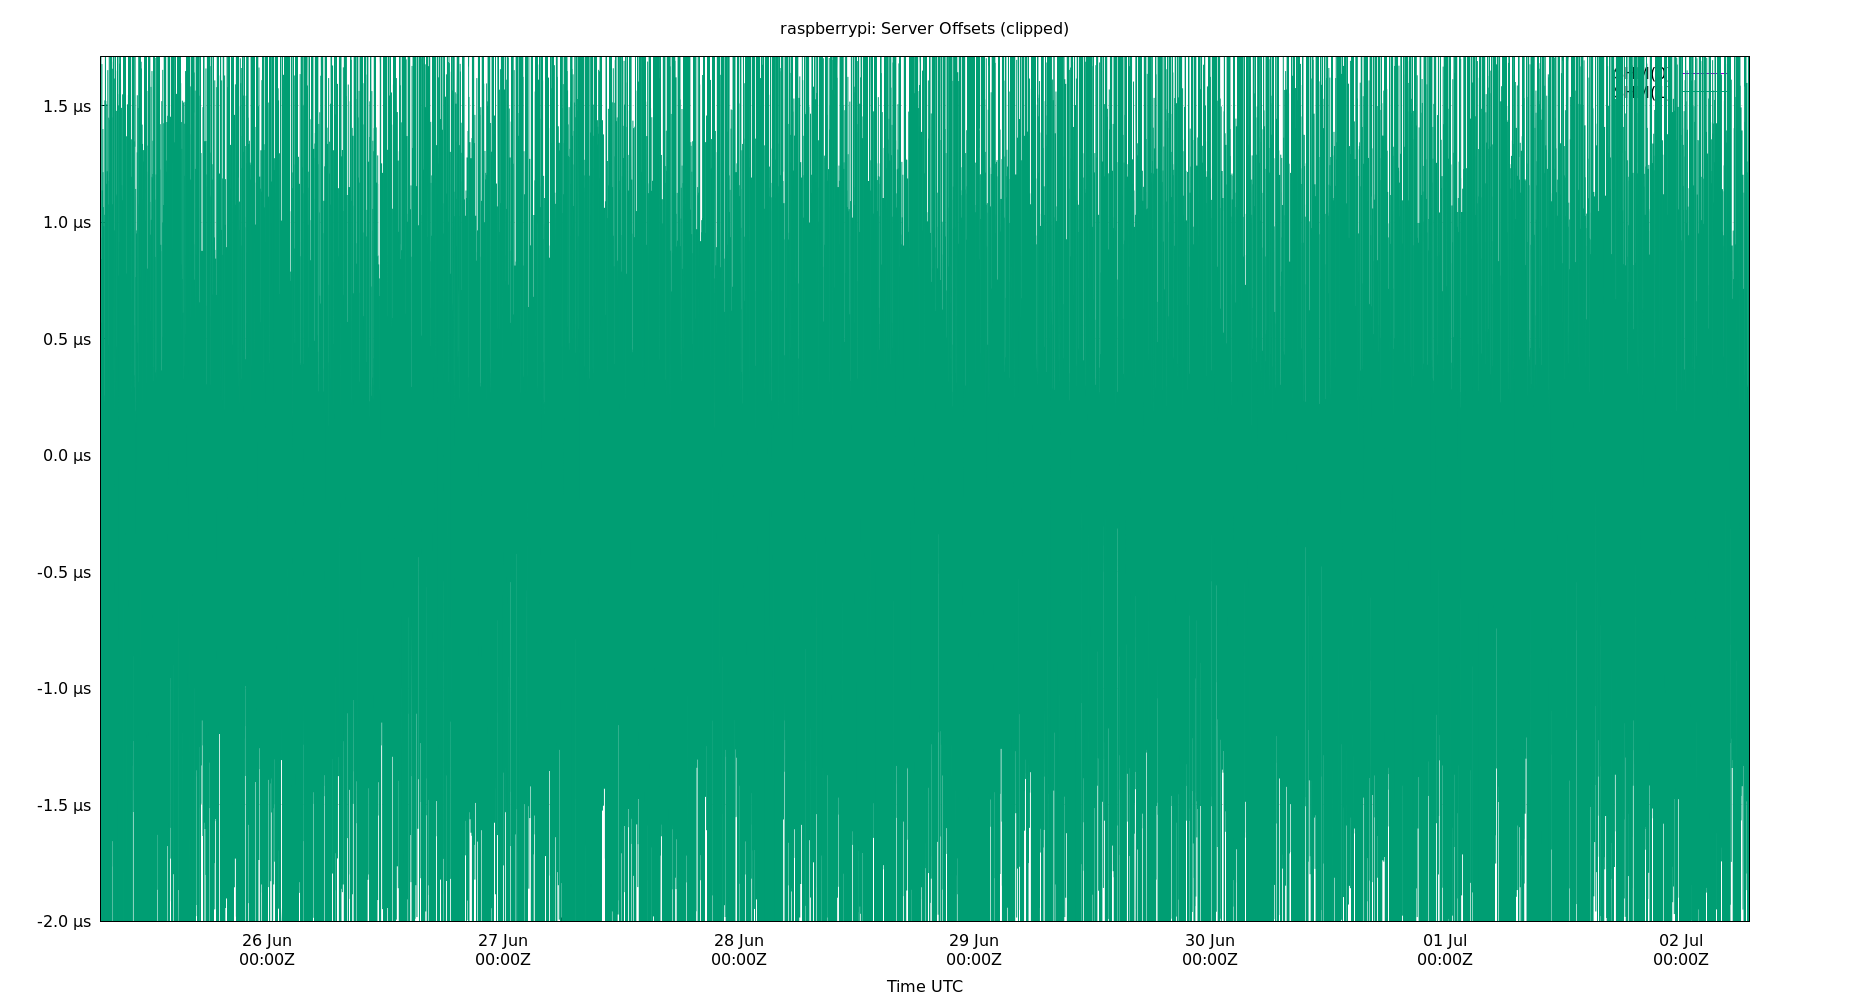 raspberrypi: Server Offsets (clipped)
1.5 µs
1.0 µs
0.5 µs
0.0 µs
-0.5 µs
-1.0 µs
-1.5 µs
-2.0 µs
26 Jun 27 Jun 28 Jun 29 Jun 30 Jun 01 Jul 02 Jul
00:00Z 00:00Z 00:00Z 00:00Z 00:00Z 00:00Z 00:00Z
Time UTC